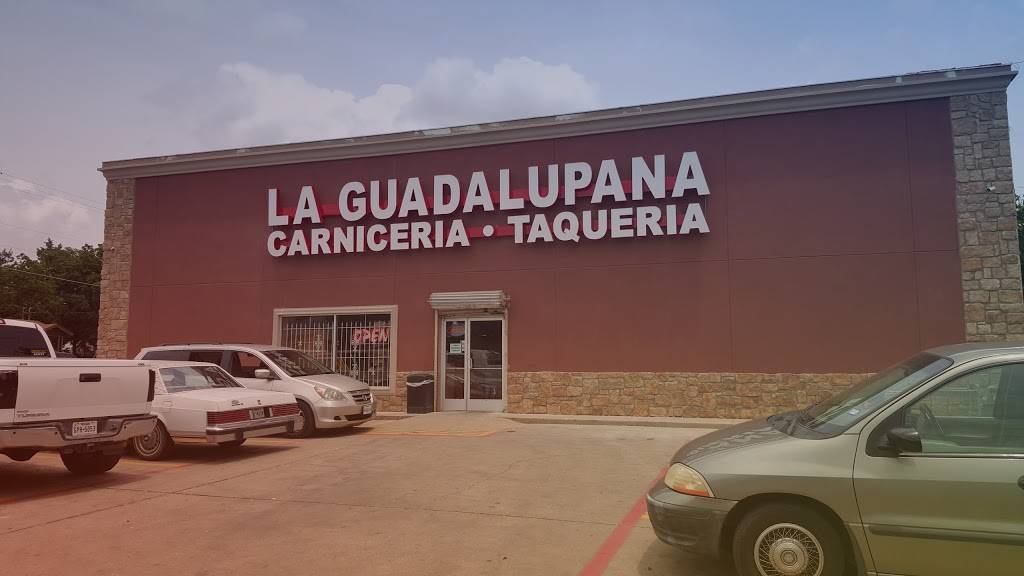 LA GUADALUPANA
CARNICERIA • TAQUERIA
OPEN